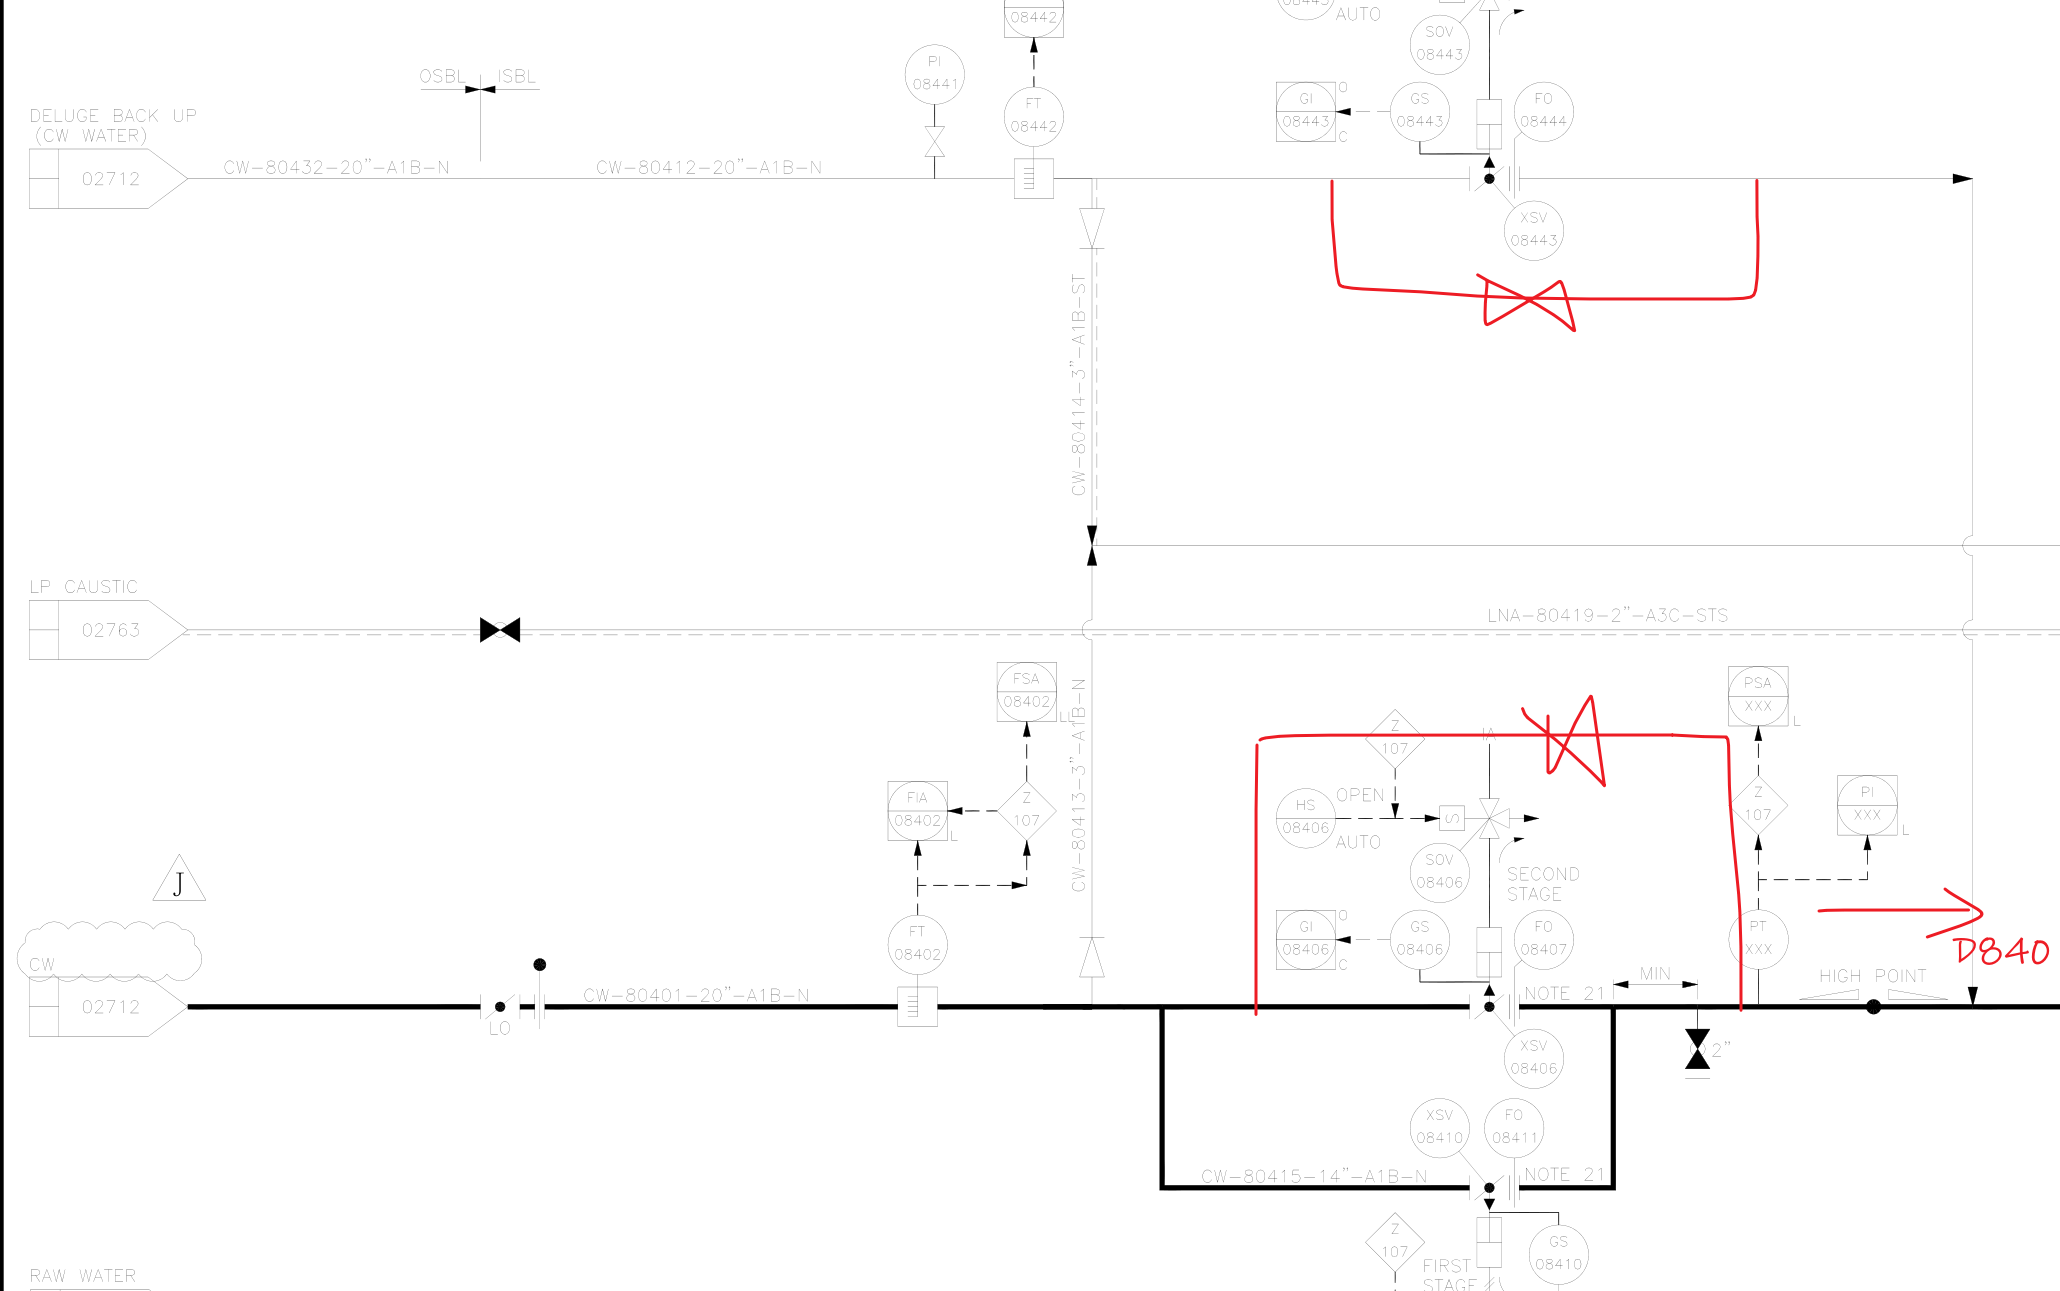 08442
08443
AUTO
SOV
08443
PI
08441
OSBL
ISBL
FT
08442
GI
08443
O
C
GS
08443
FO
08444
DELUGE BACK UP
(CW WATER)
02712
CW-80432-20"-A1B-N
CW-80412-20"-A1B-N
XSV
08443
CW-80414-3"-A1B-ST
LP CAUSTIC
02763
LNA-80419-2"-A3C-STS
FSA
08402
CW-80413-3"-A1B-N
Z
107
IA
PSA
XXX
L
FIA
08402
L
Z
107
HS
08406
OPEN
AUTO
S
SOV
08406
SECOND
STAGE
Z
107
PI
XXX
L
J
FT
08402
GI
08406
O
C
GS
08406
FO
08407
PT
XXX
D840
CW
02712
LO
CW-80401-20"-A1B-N
NOTE 21
MIN
HIGH POINT
XSV
08406
2"
XSV
08410
FO
08411
CW-80415-14"-A1B-N
NOTE 21
Z
107
FIRST
STAGE
GS
08410
RAW WATER